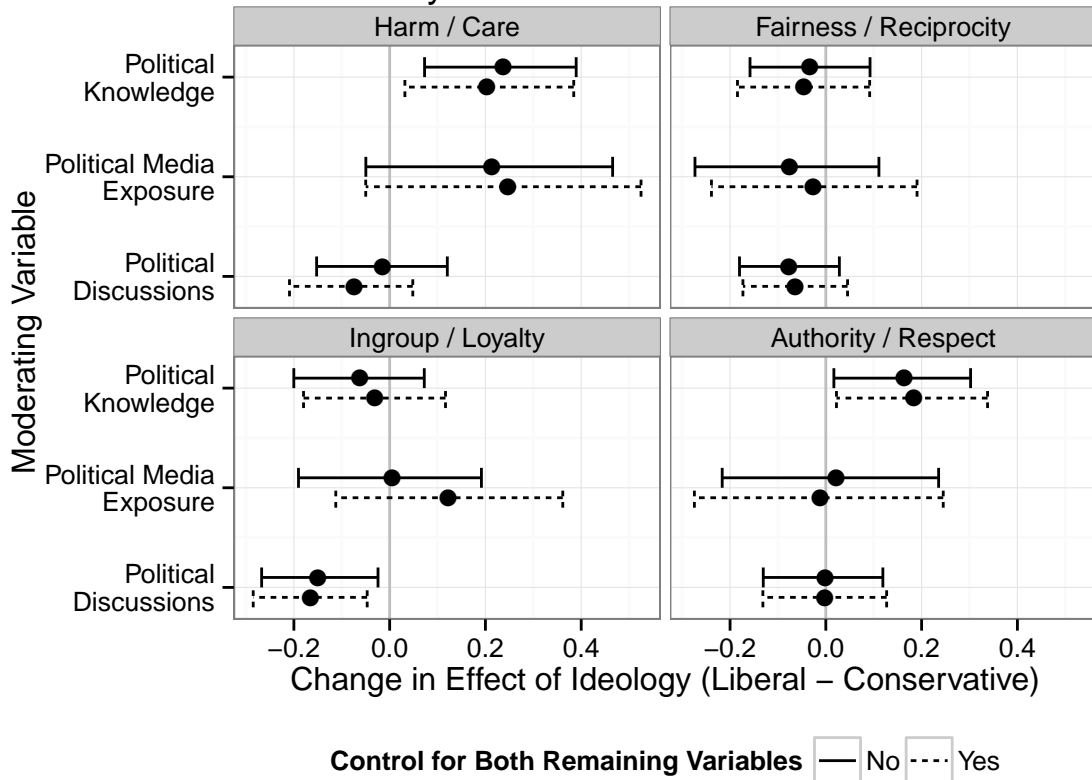 Harm / Care
Fairness / Reciprocity
Political
Knowledge
Political Media
Exposure
Political
Discussions
Ingroup / Loyalty
Authority / Respect
Political
Knowledge
Political Media
Exposure
Political
Discussions
Moderating Variable
−0.2 0.0 0.2 0.4
−0.2 0.0 0.2 0.4
Change in Effect of Ideology (Liberal − Conservative)
Control for Both Remaining Variables No Yes